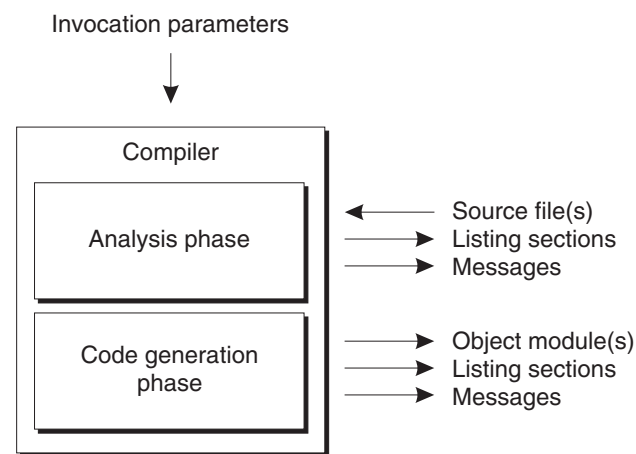 Invocation parameters
Compiler
Analysis phase
Source file(s)
Listing sections
Messages
Code generation
phase
Object module(s)
Listing sections
Messages